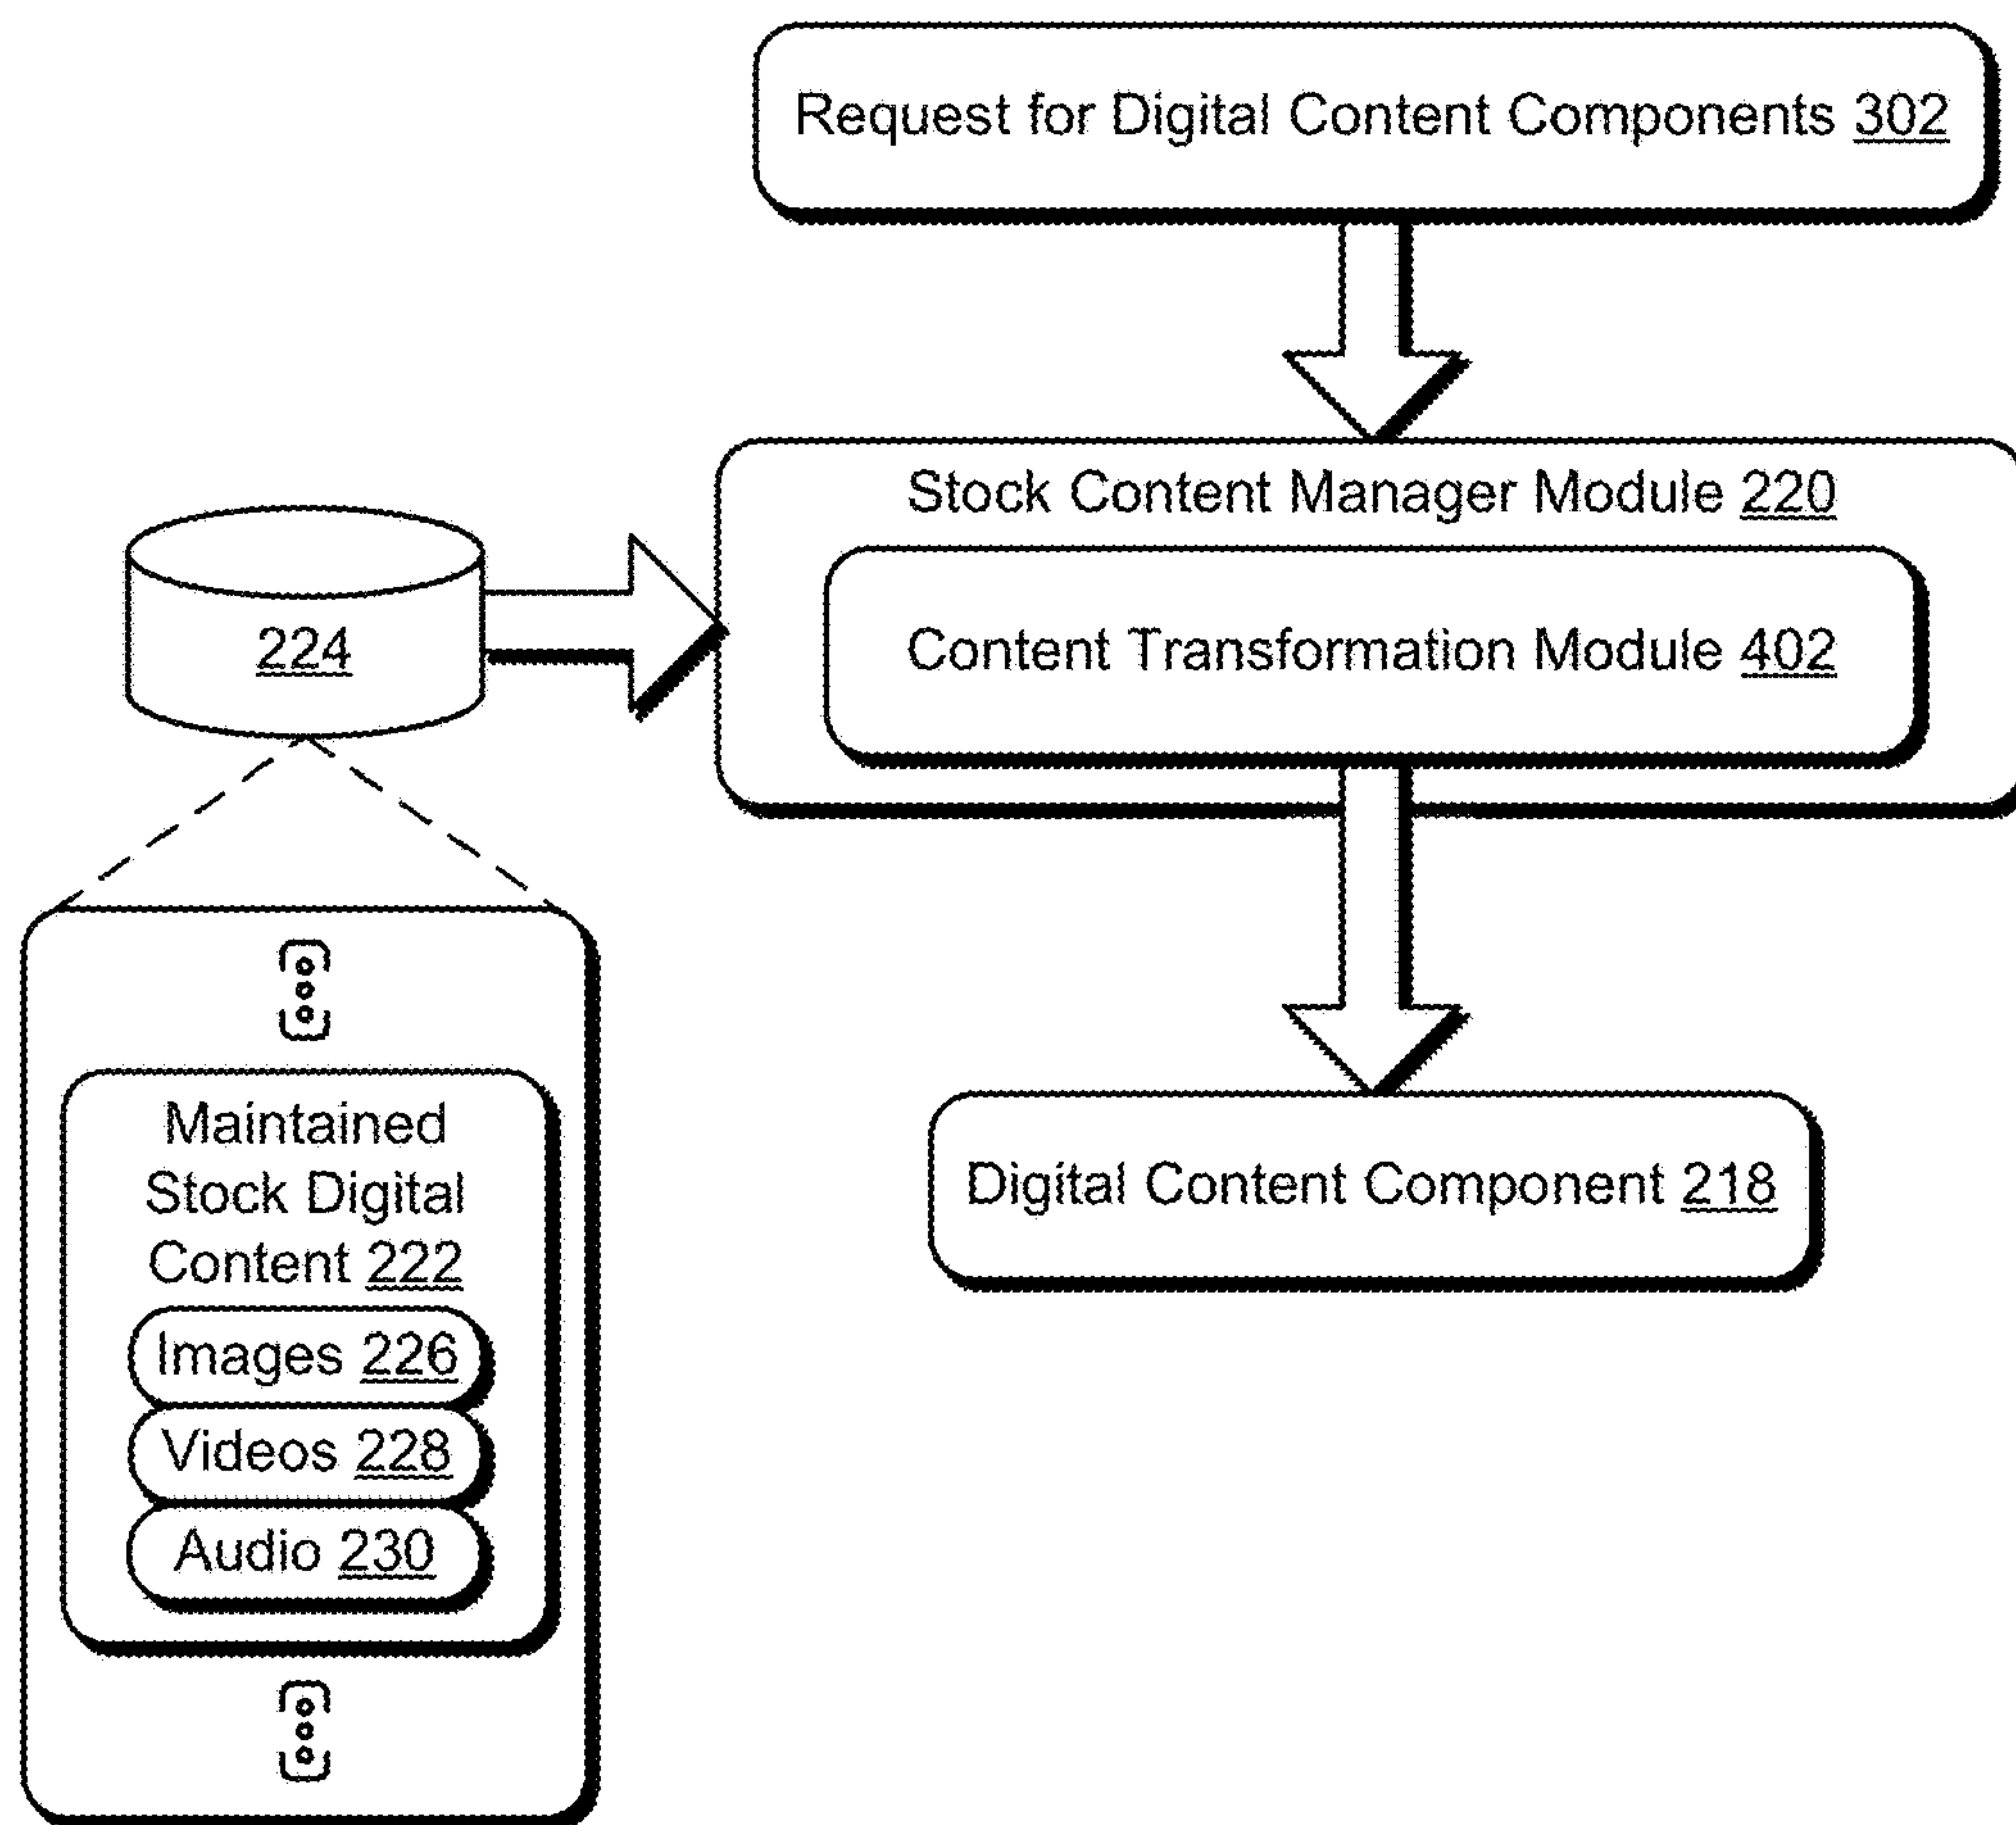 Request for Digital Content Components 302
Stock Content Manager Module 220
224
Content Transformation Module 402
Maintained
Stock Digital
Content 222
Images 226
Videos 228
Audio 230
Digital Content Component 218